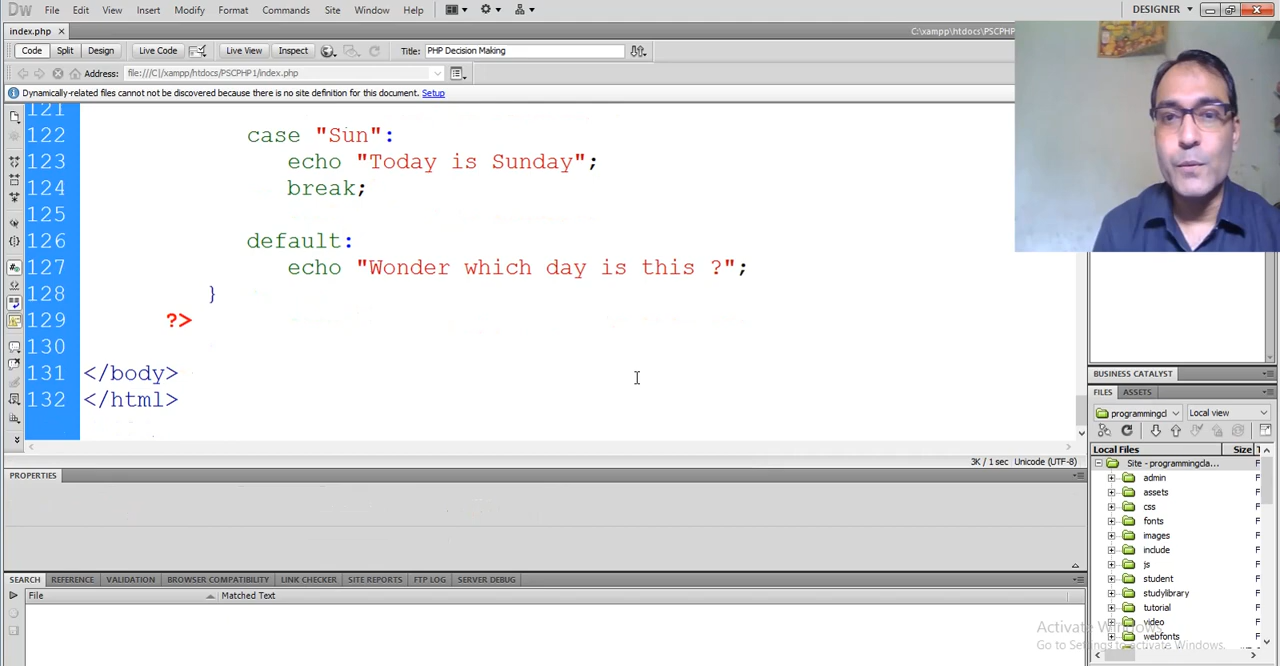 Dw File Edit View Insert Modify Format Commands Site Window Help DESIGNER
index.php C:\xampp\htdocs\PSCPHP1\index.php
Code Split Design Live Code Live View Inspect Title: PHP Decision Making
Address: file:///C|/xampp/htdocs/PSCPHP1/index.php
Dynamically-related files cannot not be discovered because there is no site definition for this document. Setup
121
122 case "Sun":
123 echo "Today is Sunday";
124 break;
125
126 default:
127 echo "Wonder which day is this ?";
128 }
129 ?>
130
131 </body>
132 </html>
3K / 1 sec Unicode (UTF-8)
PROPERTIES
SEARCH REFERENCE VALIDATION BROWSER COMPATIBILITY LINK CHECKER SITE REPORTS FTP LOG SERVER DEBUG
File Matched Text
BUSINESS CATALYST
FILES ASSETS
programmingcl Local view
Local Files Size
Site - programmingcla...
admin
assets
css
fonts
images
include
js
student
studylibrary
tutorial
video
webfonts
Activate Windows
Go to Settings to activate Windows.